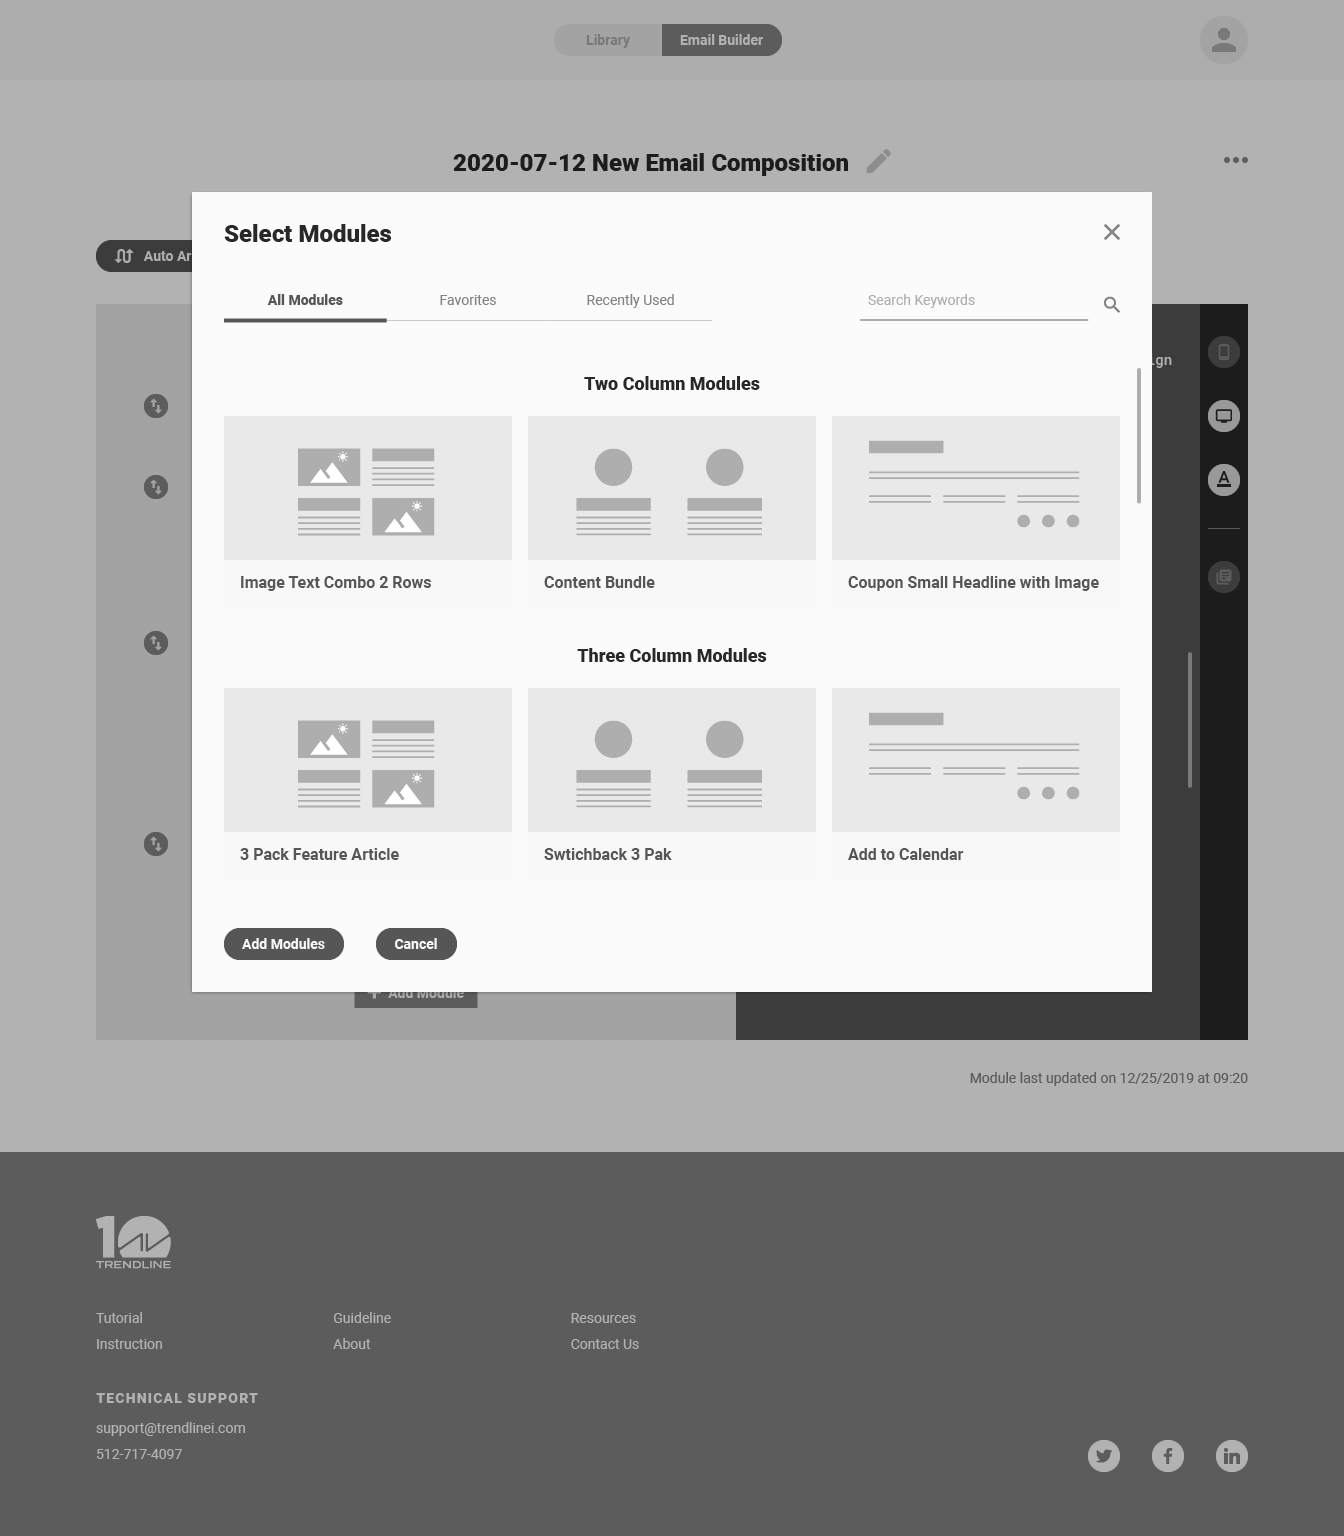 Library
Email Builder
2020-07-12 New Email Composition
Select Modules
Auto Ar
All Modules
Favorites
Recently Used
Search Keywords
gn
Two Column Modules
Image Text Combo 2 Rows
Content Bundle
Coupon Small Headline with Image
Three Column Modules
3 Pack Feature Article
Swtichback 3 Pak
Add to Calendar
Add Modules
Cancel
Add Module
Module last updated on 12/25/2019 at 09:20
10
TRENDLINE
Tutorial
Guideline
Resources
Instruction
About
Contact Us
TECHNICAL SUPPORT
support@trendlinei.com
512-717-4097